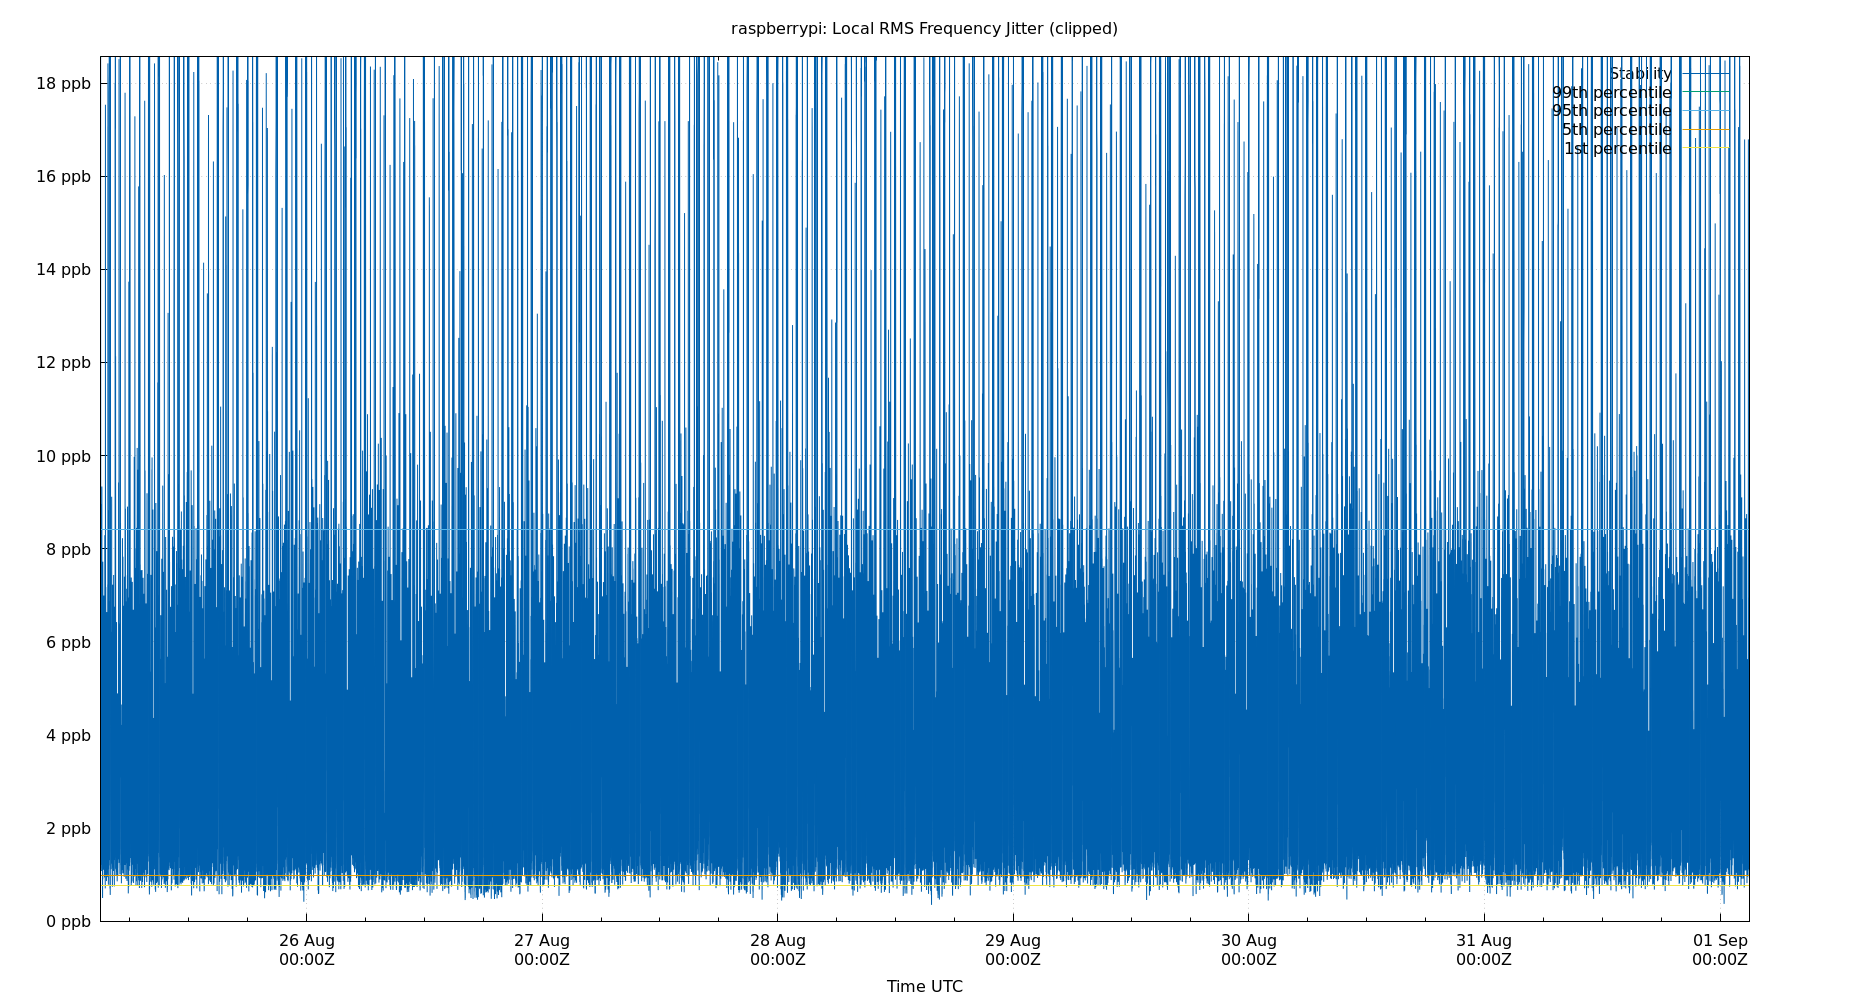 raspberrypi: Local RMS Frequency Jitter (clipped)
18 ppb
16 ppb
14 ppb
12 ppb
10 ppb
8 ppb
6 ppb
4 ppb
2 ppb
0 ppb
Stability
99th percentile
95th percentile
5th percentile
1st percentile
26 Aug
00:00Z
27 Aug
00:00Z
28 Aug
00:00Z
29 Aug
00:00Z
30 Aug
00:00Z
31 Aug
00:00Z
01 Sep
00:00Z
Time UTC